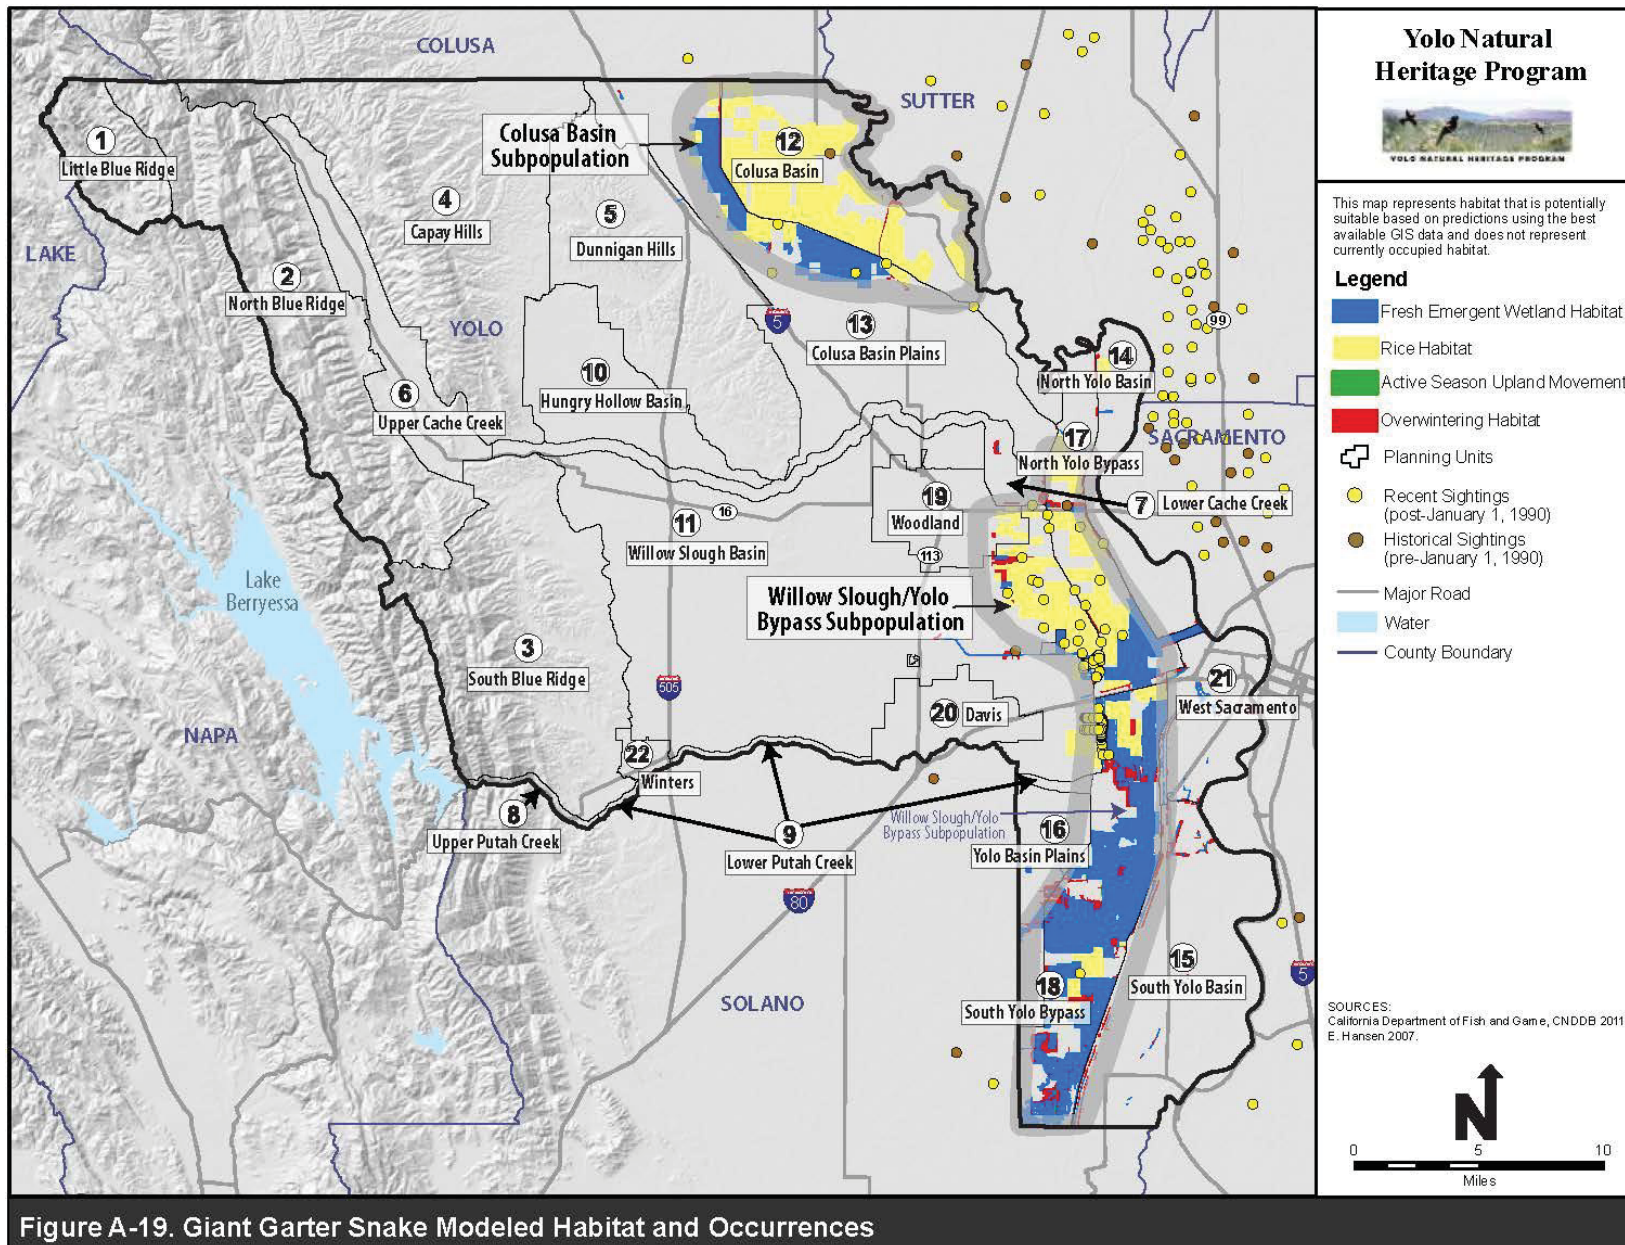 COLUSA
SUTTER
LAKE
YOLO
SACRAMENTO
NAPA
SOLANO
Colusa Basin
Subpopulation
1
Little Blue Ridge
12
Colusa Basin
4
Capay Hills
5
Dunnigan Hills
2
North Blue Ridge
5
13
Colusa Basin Plains
99
14
North Yolo Basin
10
Hungry Hollow Basin
6
Upper Cache Creek
17
North Yolo Bypass
7
Lower Cache Creek
19
Woodland
16
11
Willow Slough Basin
113
Lake
Berryessa
Willow Slough/Yolo
Bypass Subpopulation
3
South Blue Ridge
505
21
West Sacramento
20
Davis
22
Winters
8
Upper Putah Creek
9
Lower Putah Creek
Willow Slough/Yolo
Bypass Subpopulation
16
Yolo Basin Plains
80
15
South Yolo Basin
5
18
South Yolo Bypass
Yolo Natural
Heritage Program
YOLO NATURAL HERITAGE PROGRAM
This map represents habitat that is potentially
suitable based on predictions using the best
available GIS data and does not represent
currently occupied habitat.
Legend
Fresh Emergent Wetland Habitat
Rice Habitat
Active Season Upland Movement
Overwintering Habitat
Planning Units
Recent Sightings
(post-January 1, 1990)
Historical Sightings
(pre-January 1, 1990)
Major Road
Water
County Boundary
SOURCES:
California Department of Fish and Game, CNDDB 2011
E. Hansen 2007.
N
0 5 10
Miles
Figure A-19. Giant Garter Snake Modeled Habitat and Occurrences